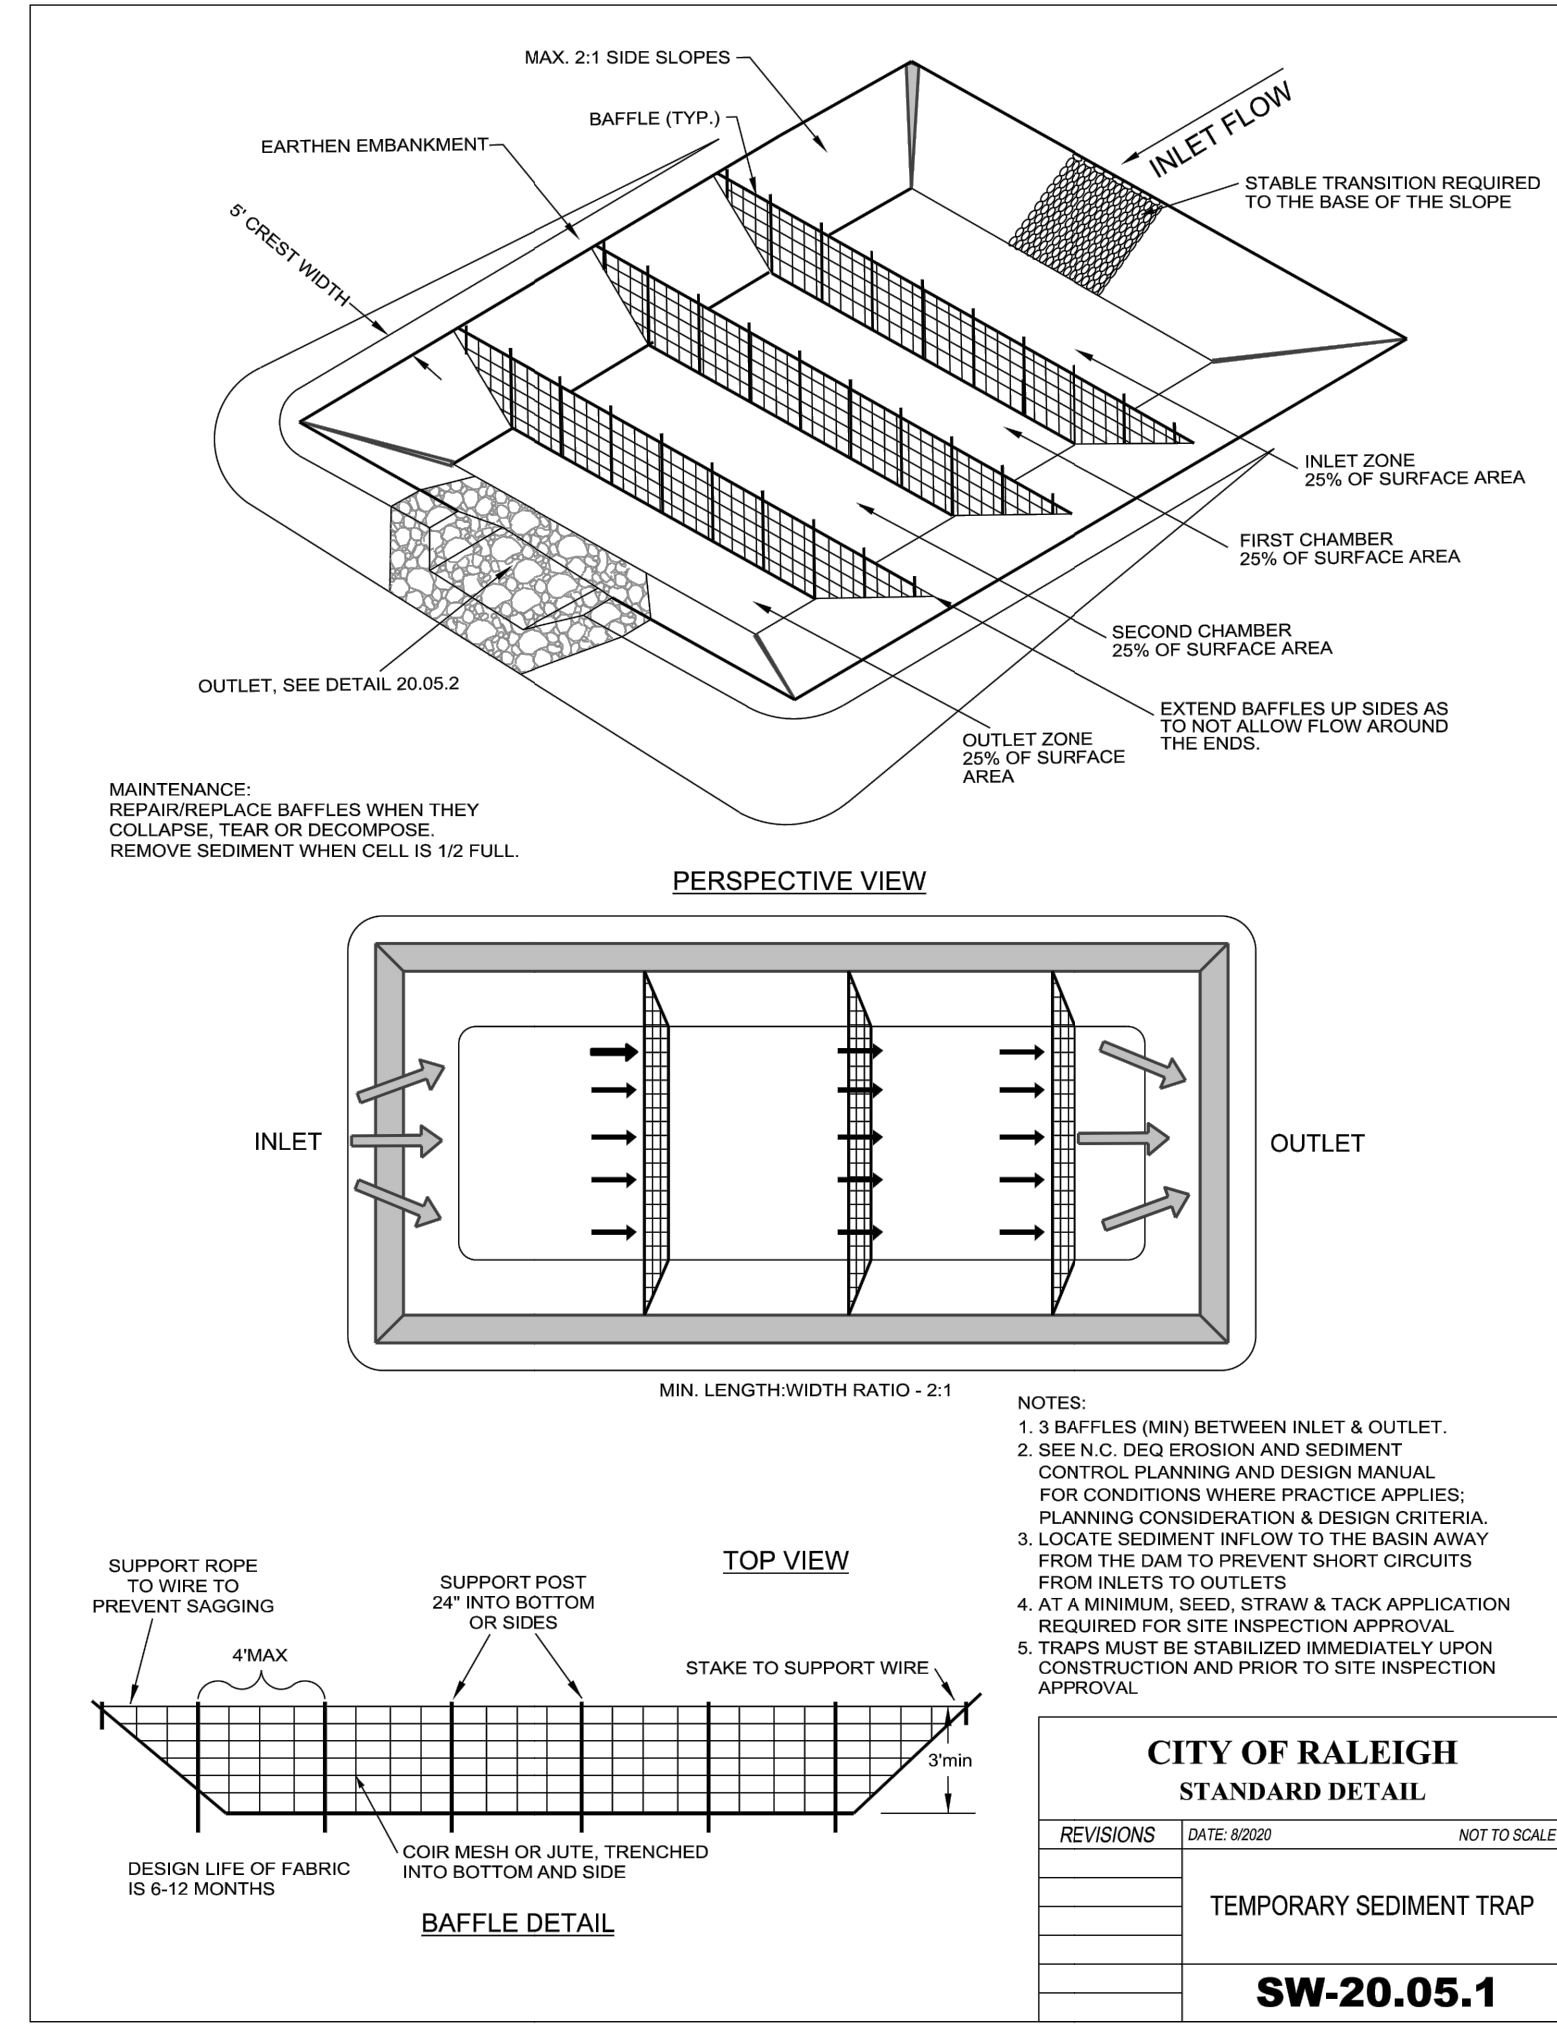 MAX. 2:1 SIDE SLOPES
BAFFLE (TYP.)
EARTHEN EMBANKMENT
5' CREST WIDTH
INLET FLOW
STABLE TRANSITION REQUIRED
TO THE BASE OF THE SLOPE
INLET ZONE
25% OF SURFACE AREA
FIRST CHAMBER
25% OF SURFACE AREA
SECOND CHAMBER
25% OF SURFACE AREA
EXTEND BAFFLES UP SIDES AS
TO NOT ALLOW FLOW AROUND
THE ENDS.
OUTLET ZONE
25% OF SURFACE
AREA
OUTLET, SEE DETAIL 20.05.2
MAINTENANCE:
REPAIR/REPLACE BAFFLES WHEN THEY
COLLAPSE, TEAR OR DECOMPOSE.
REMOVE SEDIMENT WHEN CELL IS 1/2 FULL.
PERSPECTIVE VIEW
INLET
OUTLET
MIN. LENGTH:WIDTH RATIO - 2:1
TOP VIEW
NOTES:
1. 3 BAFFLES (MIN) BETWEEN INLET & OUTLET.
2. SEE N.C. DEQ EROSION AND SEDIMENT
CONTROL PLANNING AND DESIGN MANUAL
FOR CONDITIONS WHERE PRACTICE APPLIES;
PLANNING CONSIDERATION & DESIGN CRITERIA.
3. LOCATE SEDIMENT INFLOW TO THE BASIN AWAY
FROM THE DAM TO PREVENT SHORT CIRCUITS
FROM INLETS TO OUTLETS
4. AT A MINIMUM, SEED, STRAW & TACK APPLICATION
REQUIRED FOR SITE INSPECTION APPROVAL
5. TRAPS MUST BE STABILIZED IMMEDIATELY UPON
CONSTRUCTION AND PRIOR TO SITE INSPECTION
APPROVAL
SUPPORT ROPE
TO WIRE TO
PREVENT SAGGING
4'MAX
SUPPORT POST
24" INTO BOTTOM
OR SIDES
STAKE TO SUPPORT WIRE
3'min
COIR MESH OR JUTE, TRENCHED
INTO BOTTOM AND SIDE
DESIGN LIFE OF FABRIC
IS 6-12 MONTHS
BAFFLE DETAIL
CITY OF RALEIGH
STANDARD DETAIL
REVISIONS
DATE: 8/2020
NOT TO SCALE
TEMPORARY SEDIMENT TRAP
SW-20.05.1